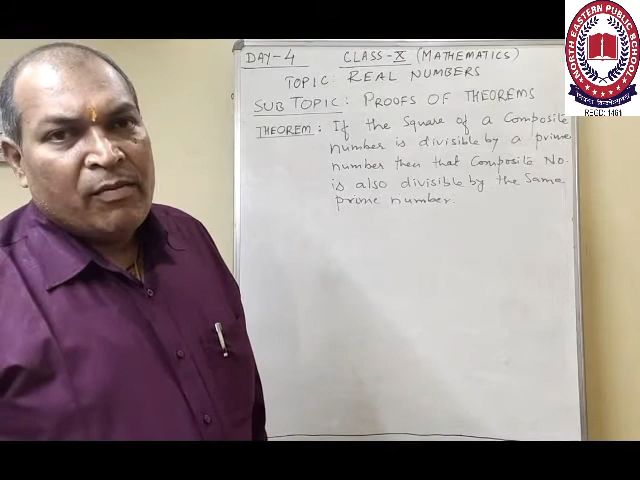 DAY-4 CLASS-X (MATHEMATICS)
TOPIC: REAL NUMBERS
SUB TOPIC: PROOFS OF THEOREMS
THEOREM: If the Square of a Composite
number is divisible by a prime
number then that Composite No.
is also divisible by the Same
prime number.
NORTH EASTERN PUBLIC SCHOOL
REGD: 1461